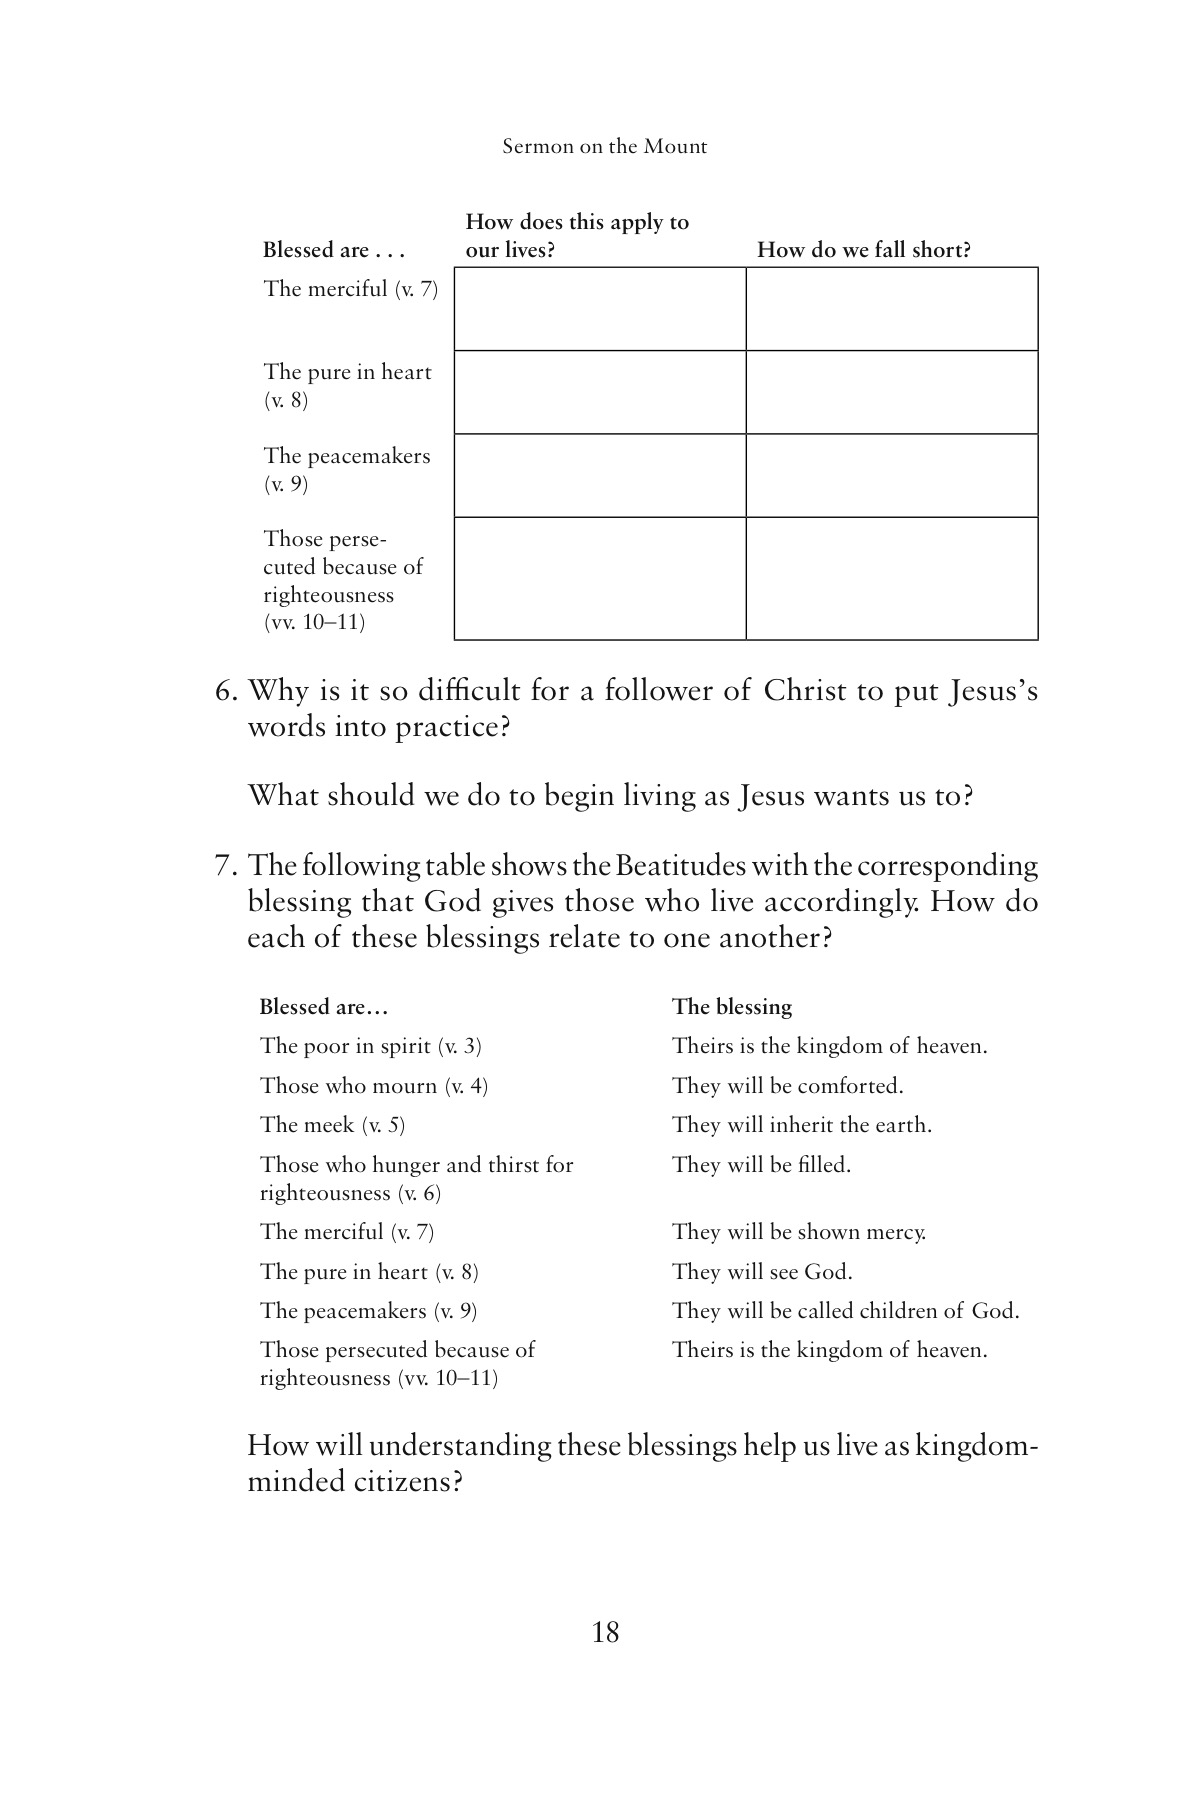 Sermon on the Mount
How does this apply to
Blessed are . . . our lives? How do we fall short?
The merciful (v. 7)
The pure in heart
(v. 8)
The peacemakers
(v. 9)
Those perse-
cuted because of
righteousness
(vv. 10–11)
6. Why is it so difficult for a follower of Christ to put Jesus’s
words into practice?
What should we do to begin living as Jesus wants us to?
7. The following table shows the Beatitudes with the corresponding
blessing that God gives those who live accordingly. How do
each of these blessings relate to one another?
Blessed are… The blessing
The poor in spirit (v. 3) Theirs is the kingdom of heaven.
Those who mourn (v. 4) They will be comforted.
The meek (v. 5) They will inherit the earth.
Those who hunger and thirst for They will be filled.
righteousness (v. 6)
The merciful (v. 7) They will be shown mercy.
The pure in heart (v. 8) They will see God.
The peacemakers (v. 9) They will be called children of God.
Those persecuted because of Theirs is the kingdom of heaven.
righteousness (vv. 10–11)
How will understanding these blessings help us live as kingdom-
minded citizens?
18